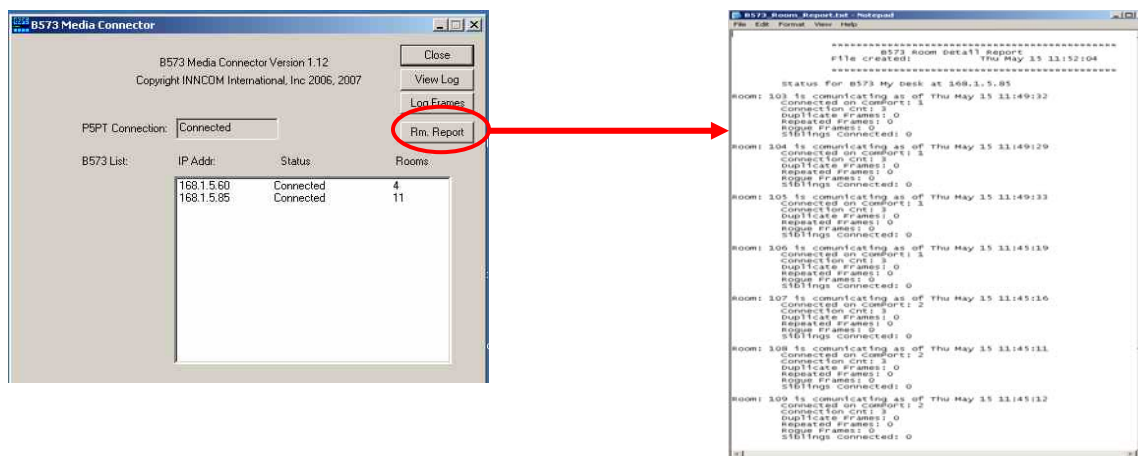 B573 Media Connector
B573 Media Connector Version 1.12
Copyright INNCOM International, Inc 2006, 2007
Close
View Log
Log Frames
Rm. Report
P5PT Connection: Connected
B573 List: IP Addr: Status Rooms
168.1.5.60 Connected 4
168.1.5.85 Connected 11
B573_Room_Report.txt - Notepad
File Edit Format View Help
***********************************************
B573 Room Detail Report
File created: Thu May 15 11:52:04
***********************************************
Status for B573 My Desk at 168.1.5.85
Room: 103 is comunicating as of Thu May 15 11:49:32
Connected on ComPort: 1
Connection Cnt: 3
Duplicate Frames: 0
Repeated Frames: 0
Rogue Frames: 0
Siblings Connected: 0
Room: 104 is comunicating as of Thu May 15 11:49:29
Connected on ComPort: 1
Connection Cnt: 3
Duplicate Frames: 0
Repeated Frames: 0
Rogue Frames: 0
Siblings Connected: 0
Room: 105 is comunicating as of Thu May 15 11:49:33
Connected on ComPort: 1
Connection Cnt: 3
Duplicate Frames: 0
Repeated Frames: 0
Rogue Frames: 0
Siblings Connected: 0
Room: 106 is comunicating as of Thu May 15 11:45:19
Connected on ComPort: 1
Connection Cnt: 3
Duplicate Frames: 0
Repeated Frames: 0
Rogue Frames: 0
Siblings Connected: 0
Room: 107 is comunicating as of Thu May 15 11:45:16
Connected on ComPort: 2
Connection Cnt: 3
Duplicate Frames: 0
Repeated Frames: 0
Rogue Frames: 0
Siblings Connected: 0
Room: 108 is comunicating as of Thu May 15 11:45:11
Connected on ComPort: 2
Connection Cnt: 3
Duplicate Frames: 0
Repeated Frames: 0
Rogue Frames: 0
Siblings Connected: 0
Room: 109 is comunicating as of Thu May 15 11:45:12
Connected on ComPort: 2
Connection Cnt: 3
Duplicate Frames: 0
Repeated Frames: 0
Rogue Frames: 0
Siblings Connected: 0